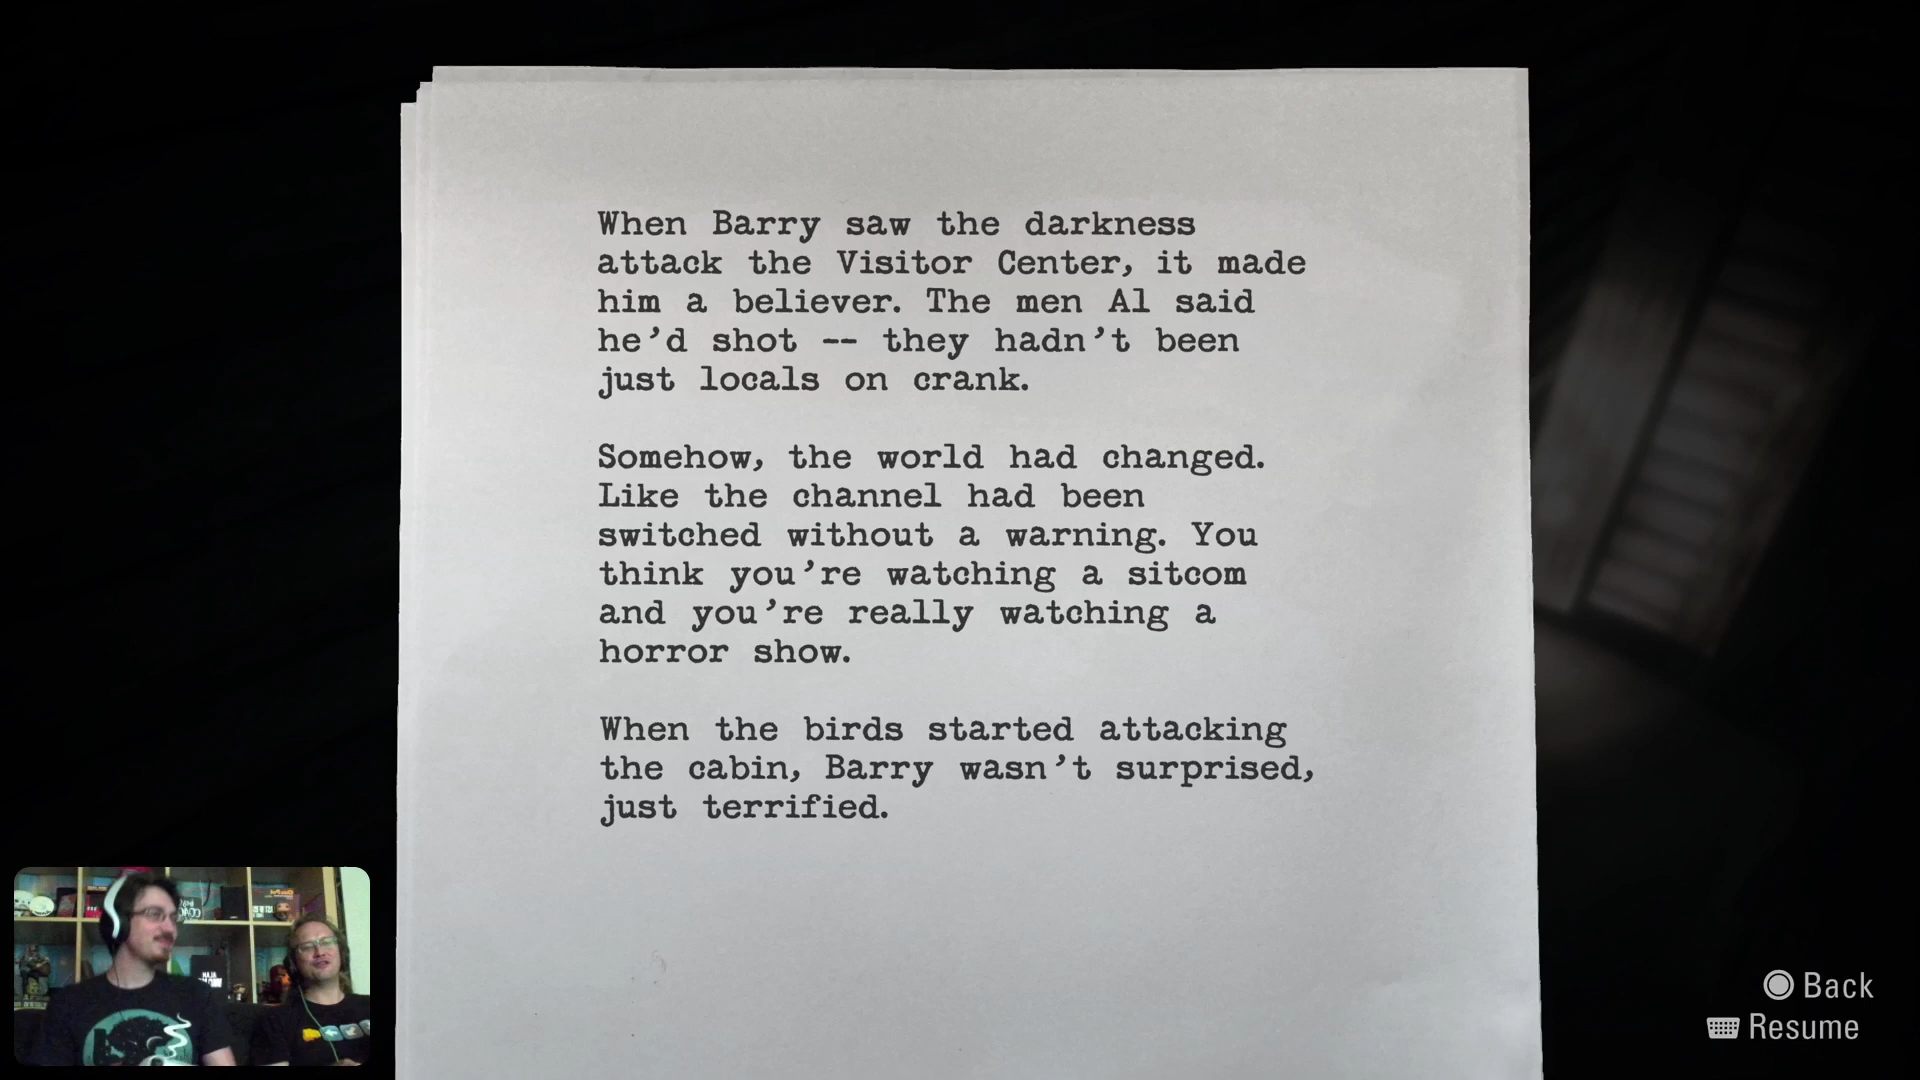 When Barry saw the darkness
attack the Visitor Center, it made
him a believer. The men Al said
he’d shot -- they hadn’t been
just locals on crank.
Somehow, the world had changed.
Like the channel had been
switched without a warning. You
think you’re watching a sitcom
and you’re really watching a
horror show.
When the birds started attacking
the cabin, Barry wasn’t surprised,
just terrified.
Back
Resume